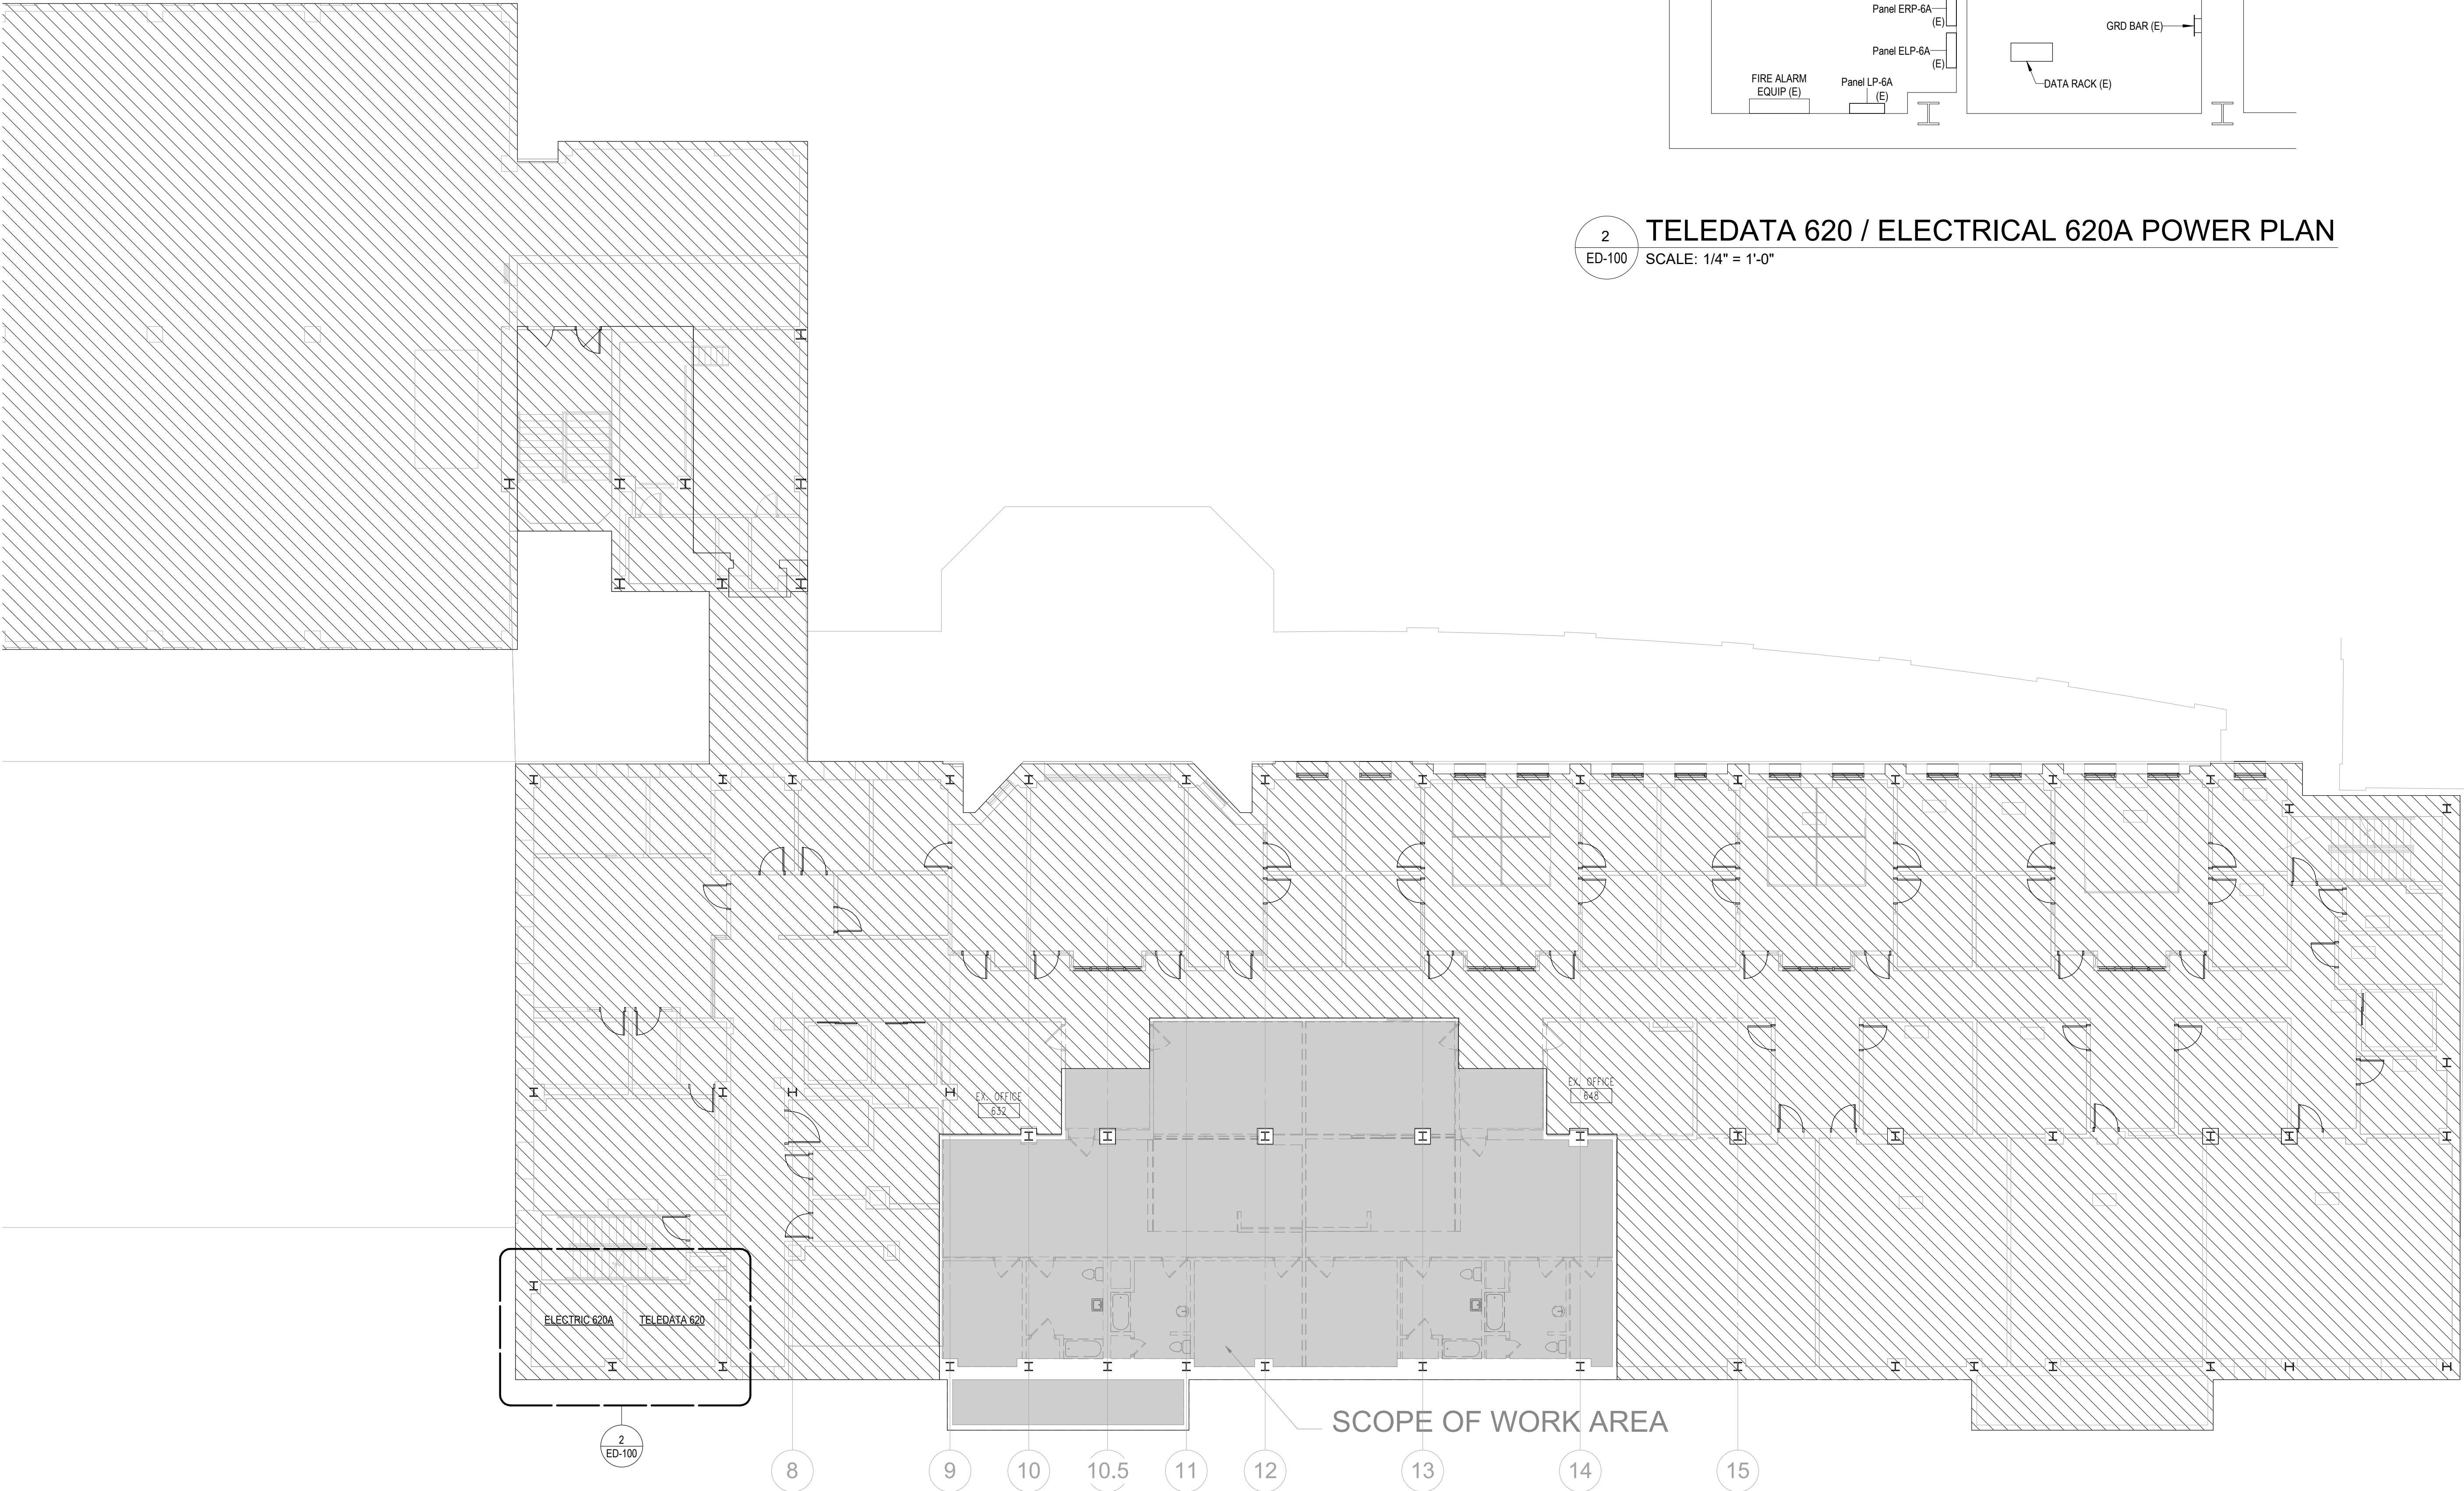 Panel ERP-6A
(E)
GRD BAR (E)
Panel ELP-6A
(E)
FIRE ALARM
EQUIP (E)
Panel LP-6A
(E)
DATA RACK (E)
2
ED-100
TELEDATA 620 / ELECTRICAL 620A POWER PLAN
SCALE: 1/4" = 1'-0"
EX. OFFICE
632
EX. OFFICE
648
ELECTRIC 620A
TELEDATA 620
SCOPE OF WORK AREA
2
ED-100
8
9
10
10.5
11
12
13
14
15